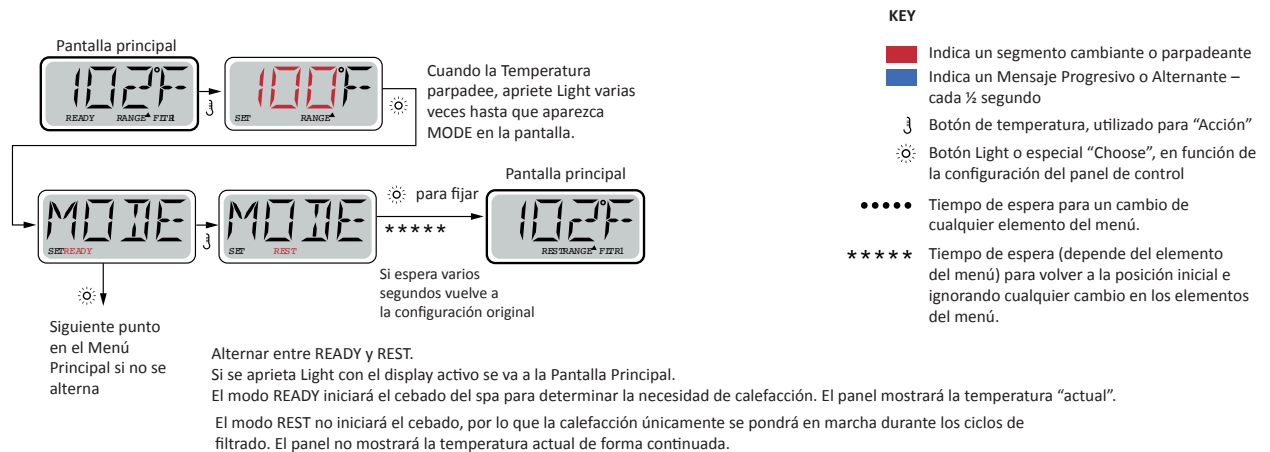 Pantalla principal
102°F
READY RANGE FITR1
100°F
SET RANGE
Cuando la Temperatura
parpadee, apriete Light varias
veces hasta que aparezca
MODE en la pantalla.
MODE
SETREADY
MODE
SET REST
para fijar
*****
Pantalla principal
102°F
RESTRANGE FITR1
Si espera varios
segundos vuelve a
la configuración original
Siguiente punto
en el Menú
Principal si no se
alterna
Alternar entre READY y REST.
Si se aprieta Light con el display activo se va a la Pantalla Principal.
El modo READY iniciará el cebado del spa para determinar la necesidad de calefacción. El panel mostrará la temperatura “actual”.
El modo REST no iniciará el cebado, por lo que la calefacción únicamente se pondrá en marcha durante los ciclos de
filtrado. El panel no mostrará la temperatura actual de forma continuada.
KEY
Indica un segmento cambiante o parpadeante
Indica un Mensaje Progresivo o Alternante –
cada ½ segundo
Botón de temperatura, utilizado para “Acción”
Botón Light o especial “Choose”, en función de
la configuración del panel de control
••••• Tiempo de espera para un cambio de
cualquier elemento del menú.
***** Tiempo de espera (depende del elemento
del menú) para volver a la posición inicial e
ignorando cualquier cambio en los elementos
del menú.